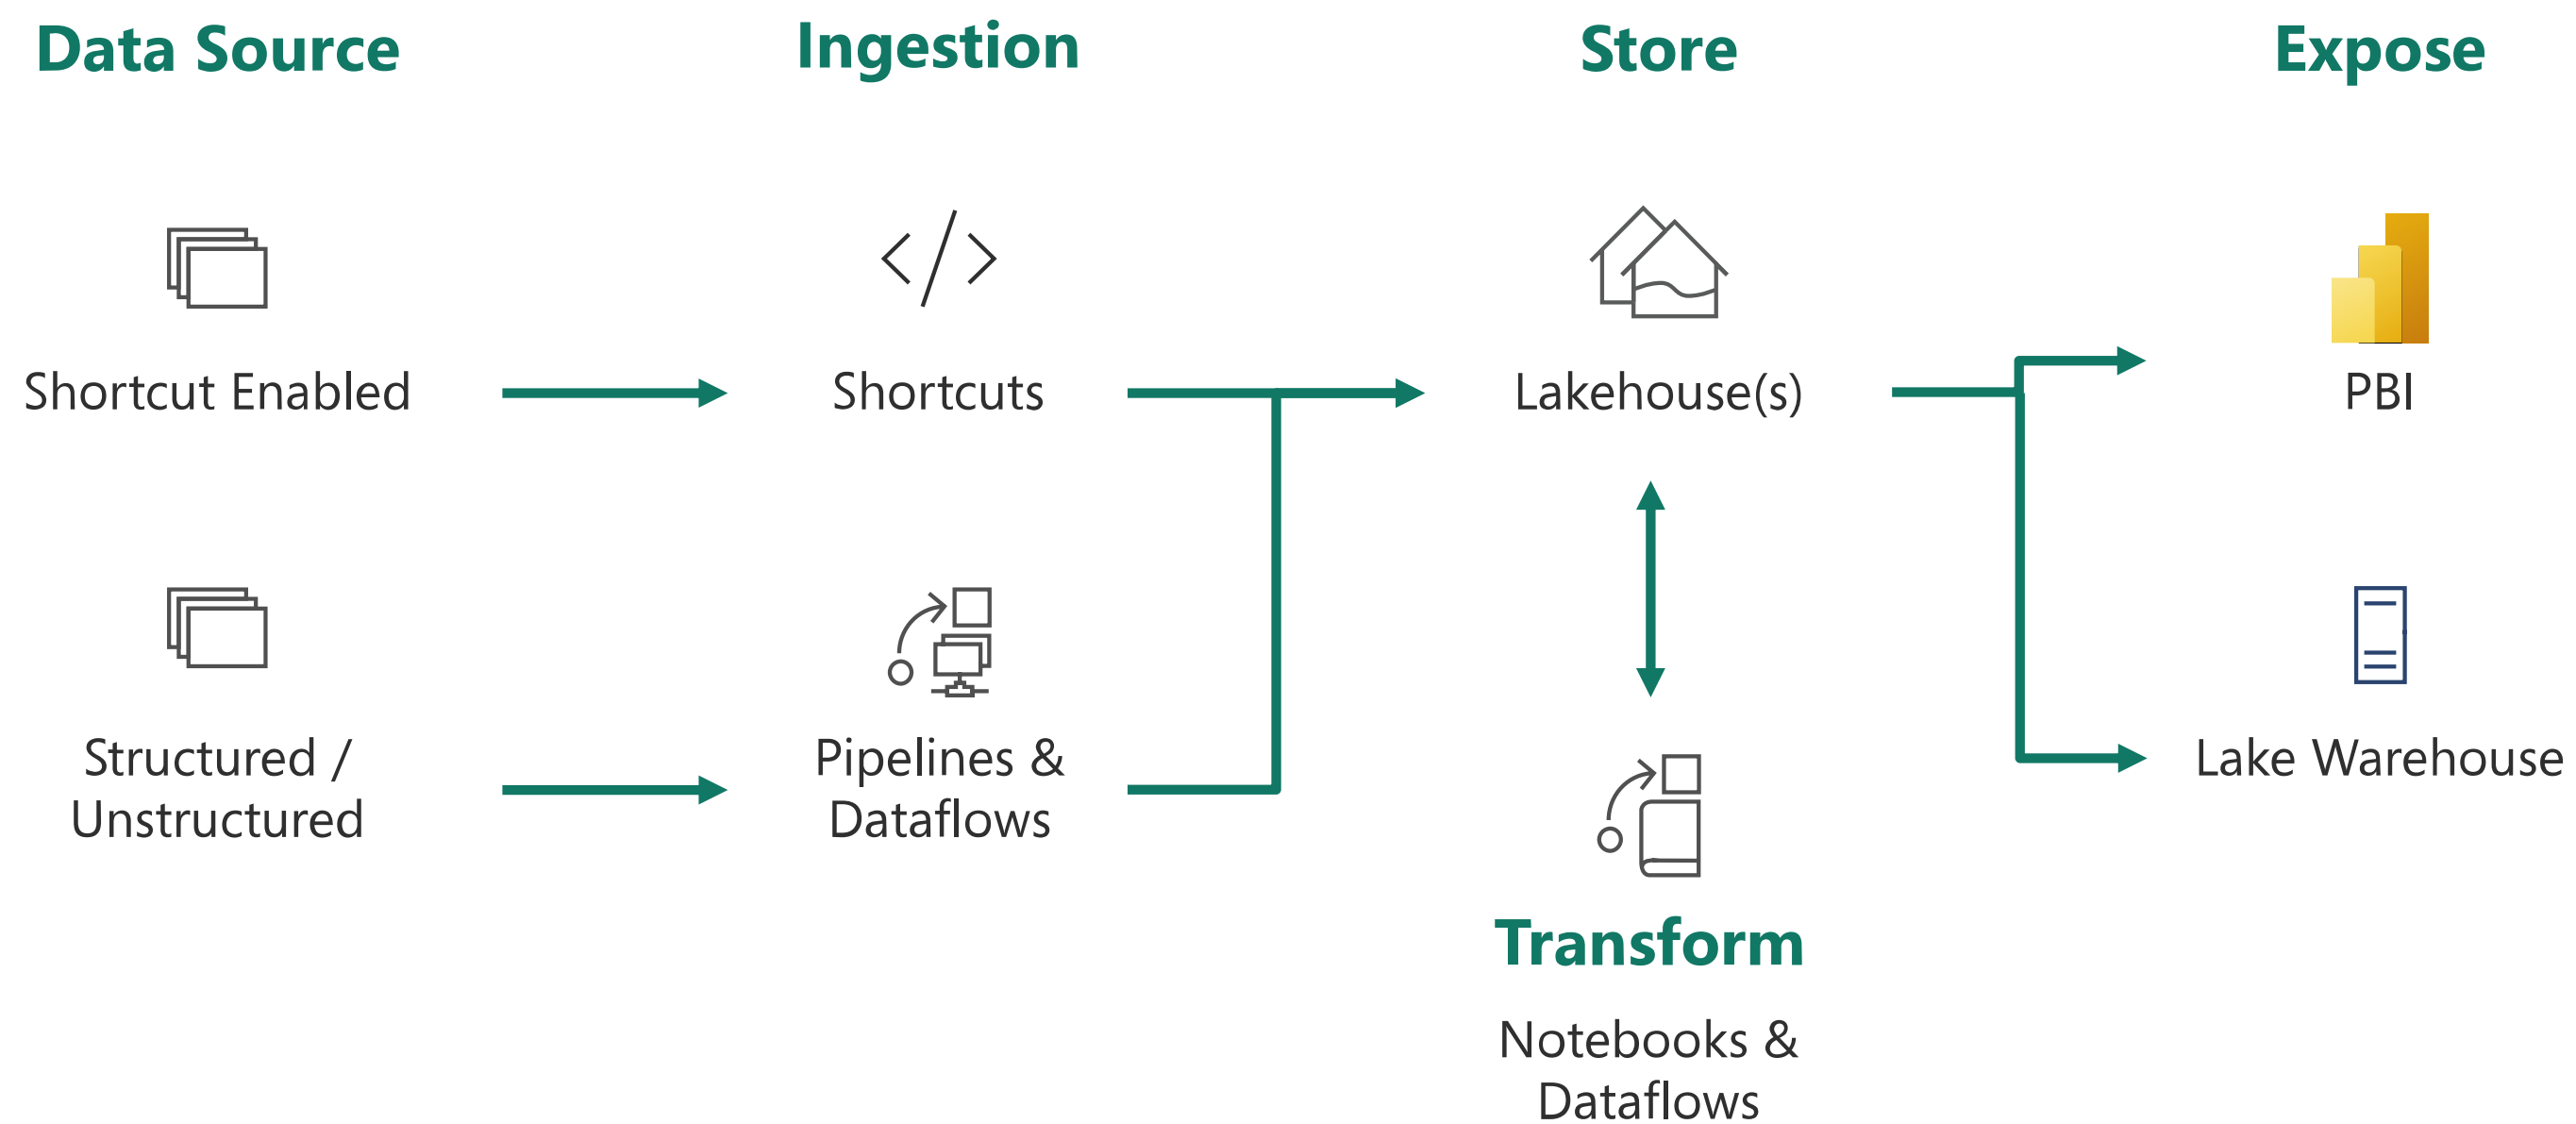 Data Source
Ingestion
Store
Expose
Shortcut Enabled
Shortcuts
Lakehouse(s)
PBI
Structured /
Unstructured
Pipelines &
Dataflows
Lake Warehouse
Transform
Notebooks &
Dataflows